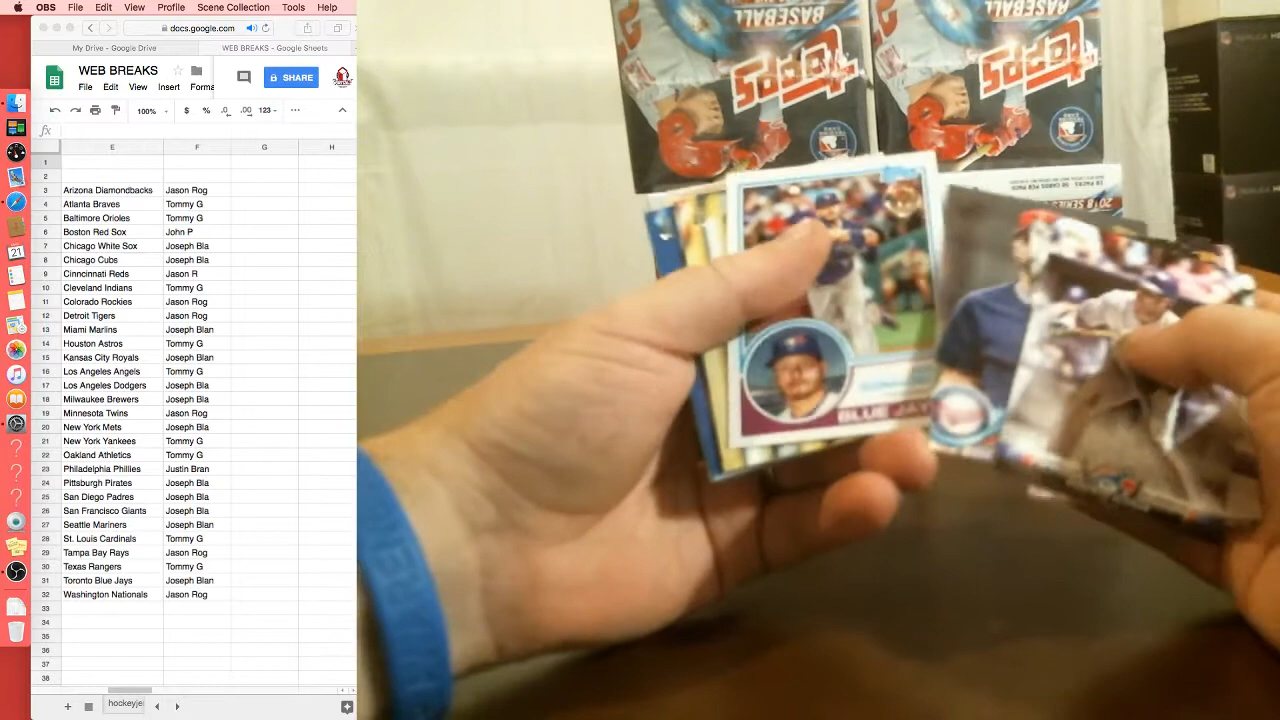 OBS File Edit View Profile Scene Collection Tools Help
docs.google.com
My Drive - Google Drive
WEB BREAKS - Google Sheets
WEB BREAKS
File Edit View Insert Forma
SHARE
100% $ % .0 .00 123
fx
E F G H
1
2
3 Arizona Diamondbacks Jason Rog
4 Atlanta Braves Tommy G
5 Baltimore Orioles Tommy G
6 Boston Red Sox John P
7 Chicago White Sox Joseph Bla
8 Chicago Cubs Joseph Bla
9 Cinncinati Reds Jason R
10 Cleveland Indians Tommy G
11 Colorado Rockies Jason Rog
12 Detroit Tigers Jason Rog
13 Miami Marlins Joseph Blan
14 Houston Astros Tommy G
15 Kansas City Royals Joseph Blan
16 Los Angeles Angels Tommy G
17 Los Angeles Dodgers Joseph Bla
18 Milwaukee Brewers Joseph Bla
19 Minnesota Twins Jason Rog
20 New York Mets Joseph Bla
21 New York Yankees Tommy G
22 Oakland Athletics Tommy G
23 Philadelphia Phillies Justin Bran
24 Pittsburgh Pirates Joseph Bla
25 San Diego Padres Joseph Bla
26 San Francisco Giants Joseph Bla
27 Seattle Mariners Joseph Blan
28 St. Louis Cardinals Tommy G
29 Tampa Bay Rays Jason Rog
30 Texas Rangers Tommy G
31 Toronto Blue Jays Joseph Blan
32 Washington Nationals Jason Rog
33
34
35
36
37
38
hockeyje
21
BASEBALL
Topps
BASEBALL
Topps
2018 SERIES
BLUE JAY